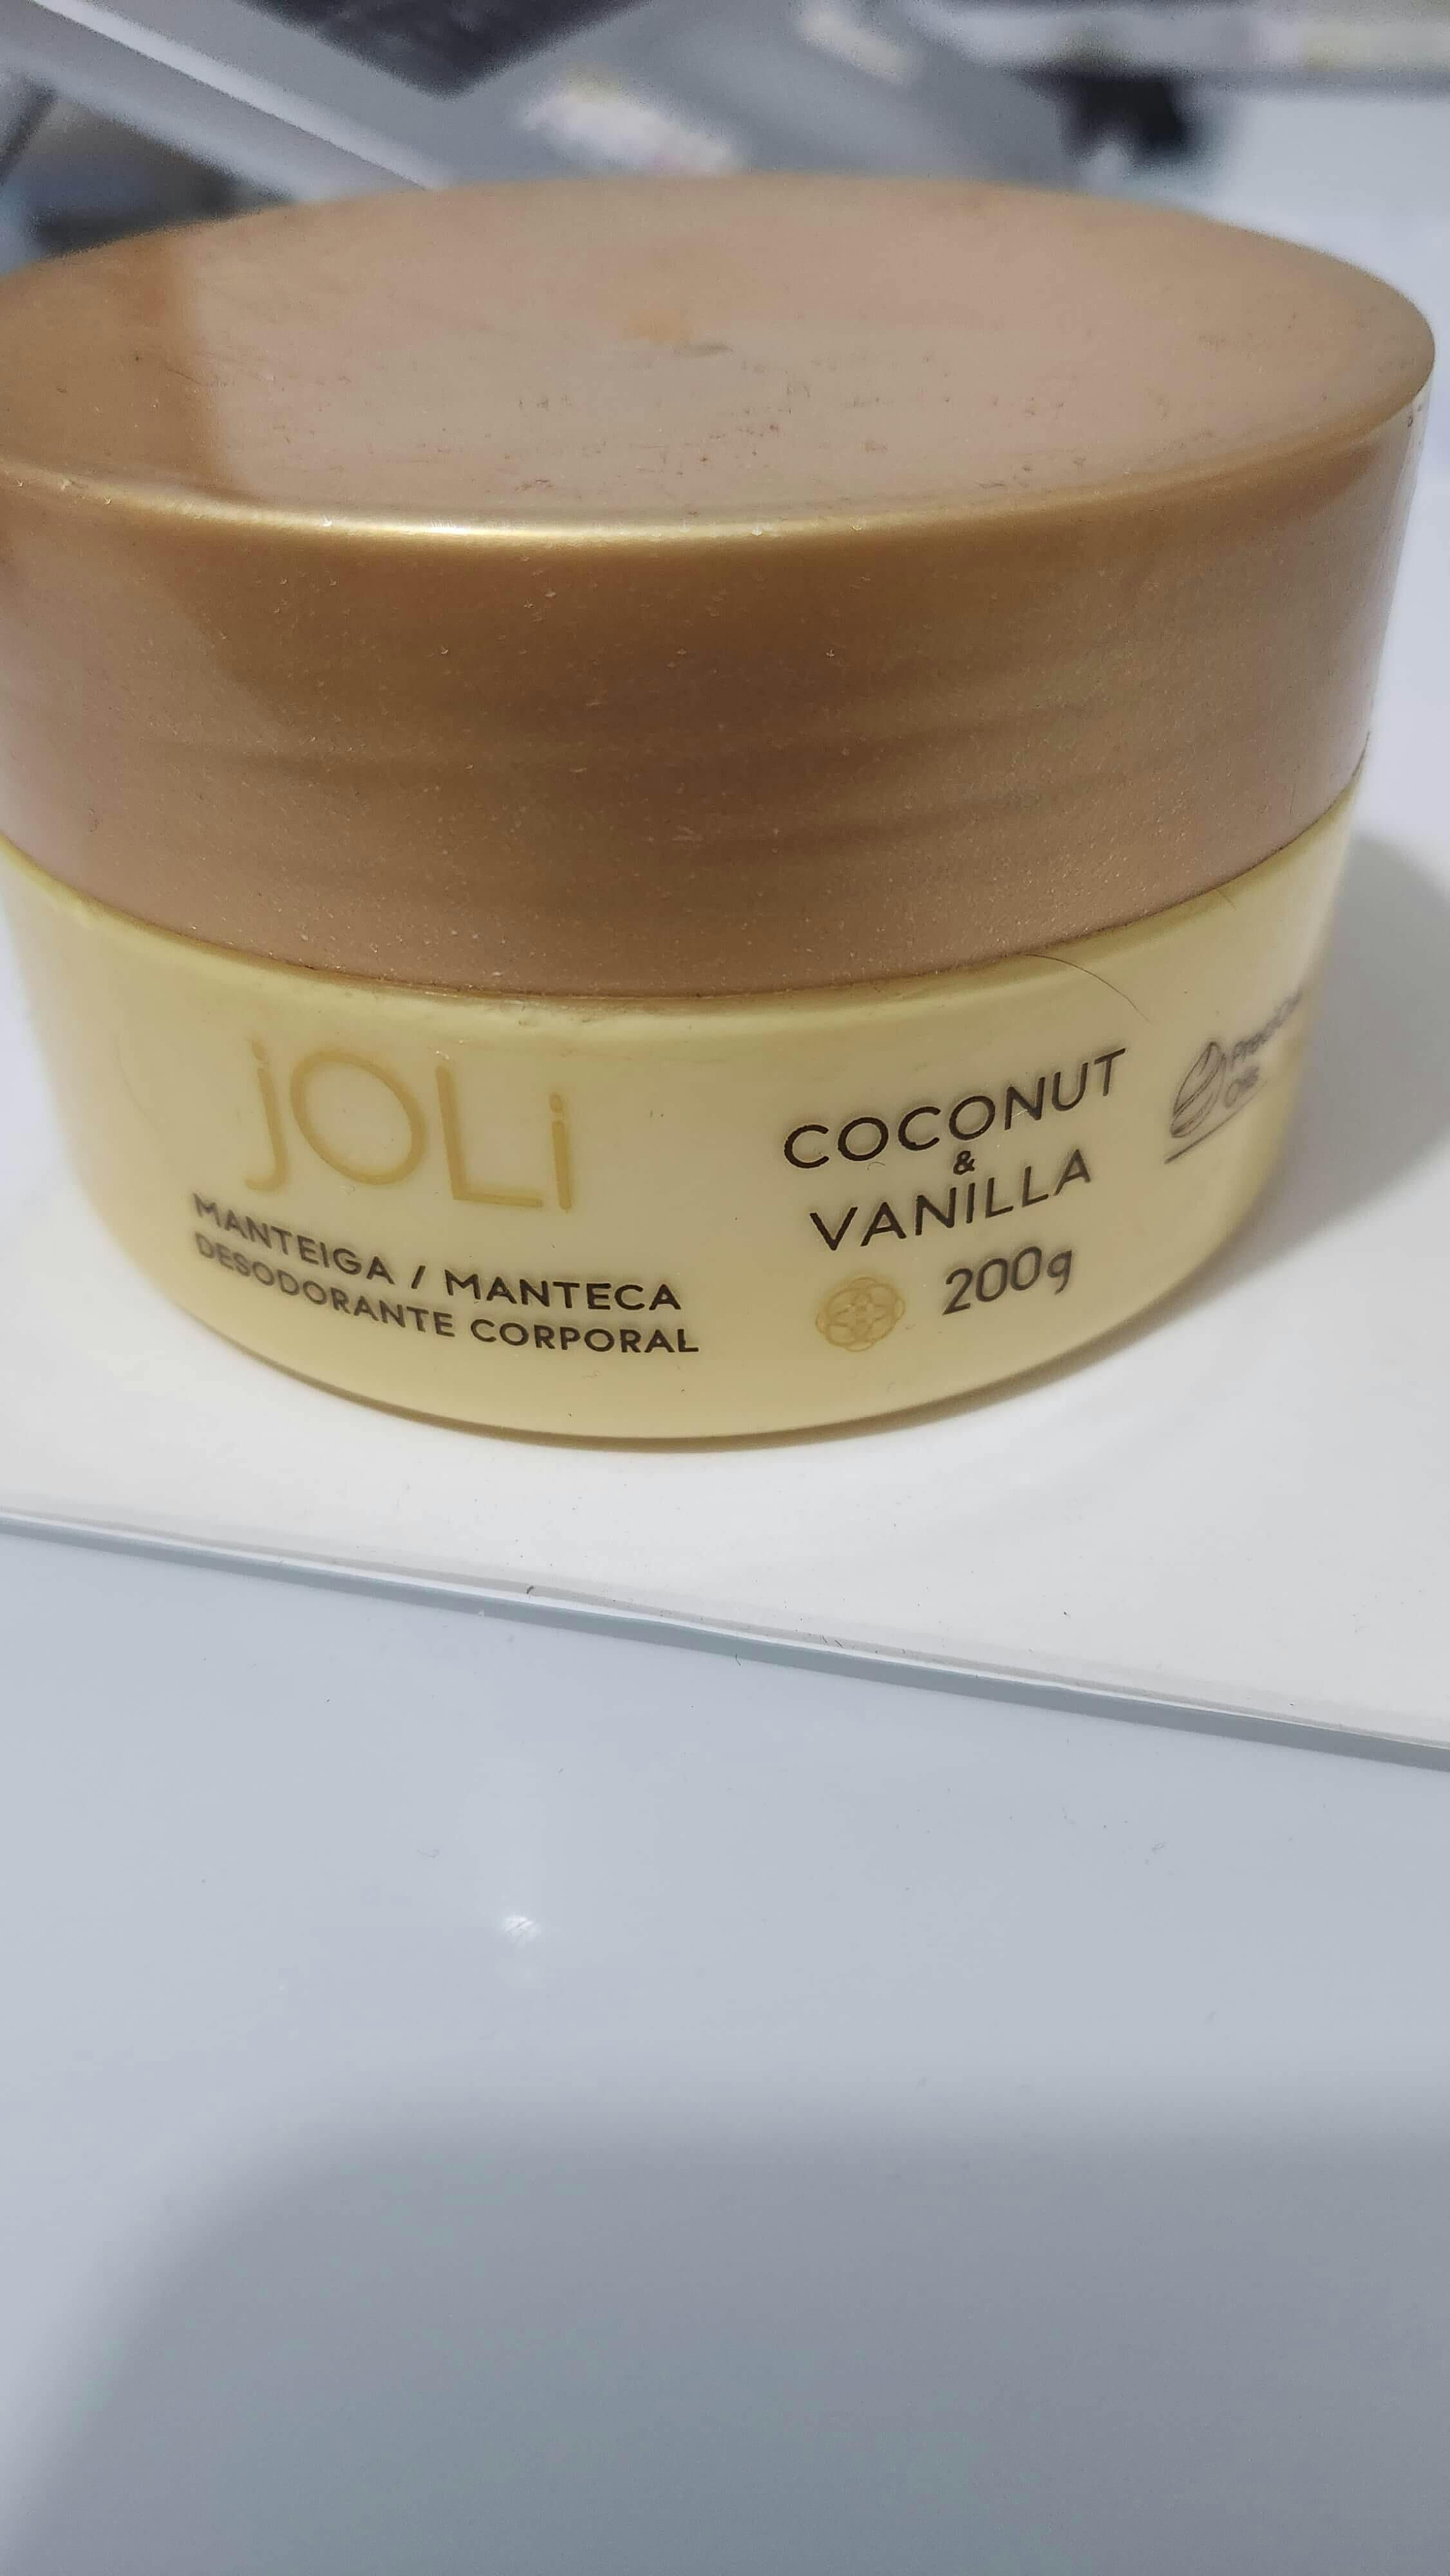 jOLi
MANTEIGA / MANTECA
DESODORANTE CORPORAL
COCONUT
&
VANILLA
200g